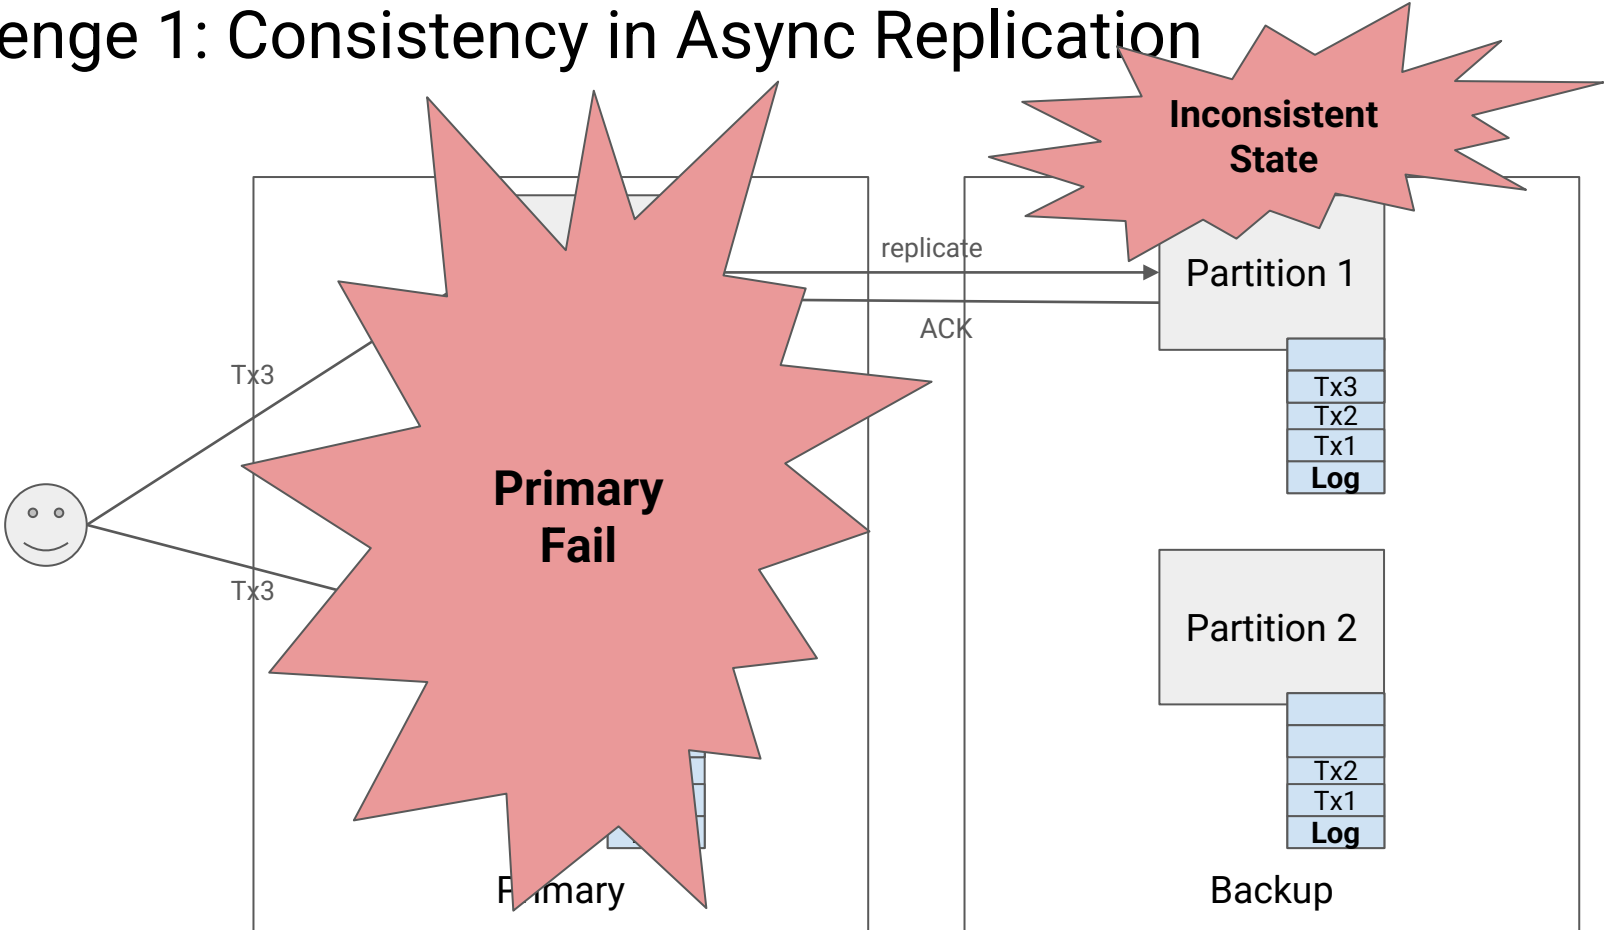 enge 1: Consistency in Async Replication
Inconsistent
State
replicate
Partition 1
ACK
Tx3
Tx3
Tx2
Tx1
Log
Primary
Fail
Tx3
Partition 2
Tx2
Tx1
Log
Primary
Backup